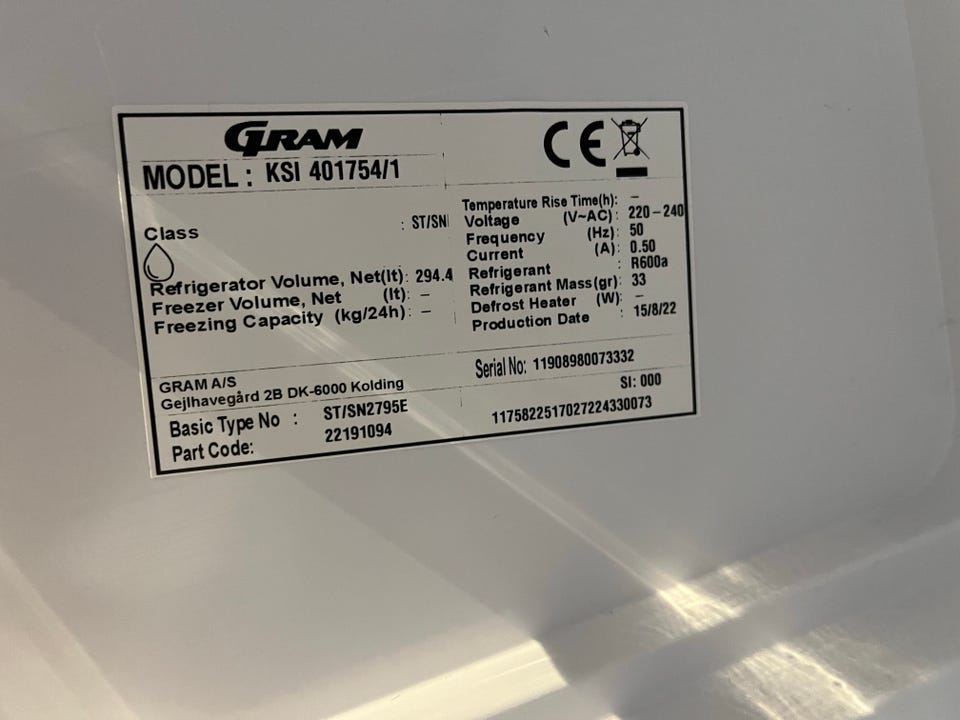 GRAM
MODEL : KSI 401754/1
CE
Class : ST/SN
Refrigerator Volume, Net(lt): 294.4
Freezer Volume, Net (lt): –
Freezing Capacity (kg/24h): –
Temperature Rise Time(h): –
Voltage (V~AC): 220 – 240
Frequency (Hz): 50
Current (A): 0.50
Refrigerant : R600a
Refrigerant Mass(gr): 33
Defrost Heater (W): –
Production Date : 15/8/22
GRAM A/S
Gejlhavegård 2B DK-6000 Kolding
Serial No: 11908980073332
SI: 000
Basic Type No : ST/SN2795E
Part Code: 22191094
1175822517027224330073